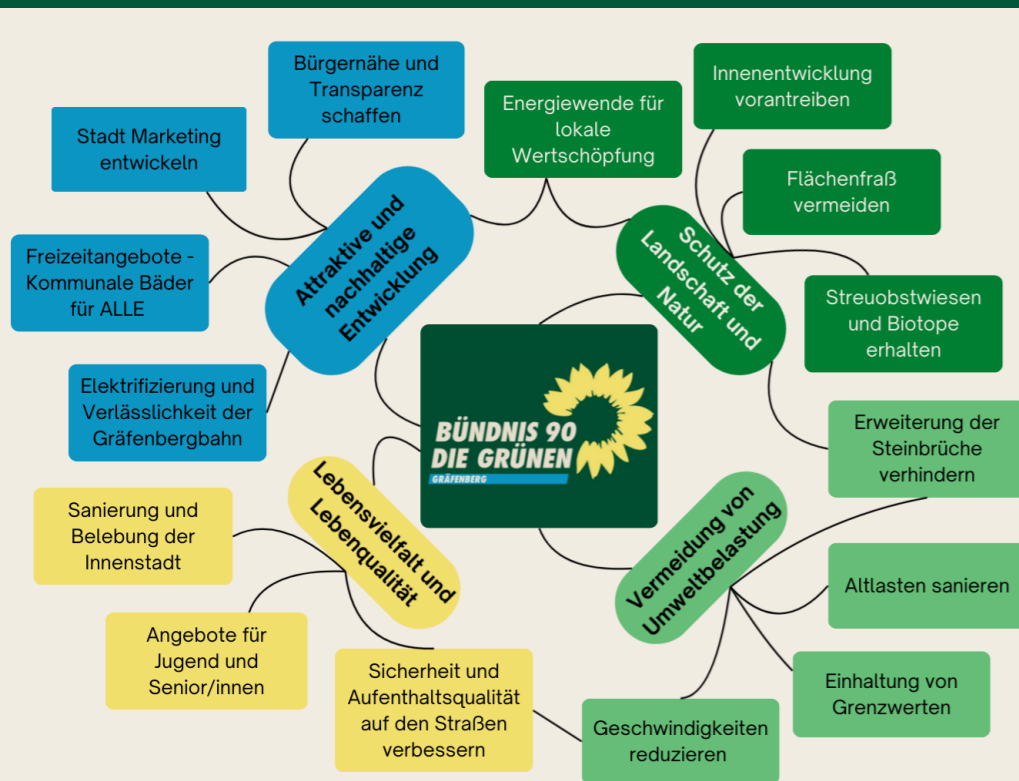 Bürgernähe und
Transparenz
schaffen
Stadt Marketing
entwickeln
Freizeitangebote -
Kommunale Bäder
für ALLE
Elektrifizierung und
Verlässlichkeit der
Gräfenbergbahn
Attraktive und
nachhaltige
Entwicklung
Energiewende für
lokale
Wertschöpfung
Innenentwicklung
vorantreiben
Flächenfraß
vermeiden
Streuobstwiesen
und Biotope
erhalten
Schutz der
Landschaft und
Natur
BÜNDNIS 90
DIE GRÜNEN
GRÄFENBERG
Lebensvielfalt und
Lebenqualität
Sanierung und
Belebung der
Innenstadt
Angebote für
Jugend und
Senior/innen
Sicherheit und
Aufenthaltsqualität
auf den Straßen
verbessern
Vermeidung von
Umweltbelastung
Erweiterung der
Steinbrüche
verhindern
Altlasten sanieren
Einhaltung von
Grenzwerten
Geschwindigkeiten
reduzieren